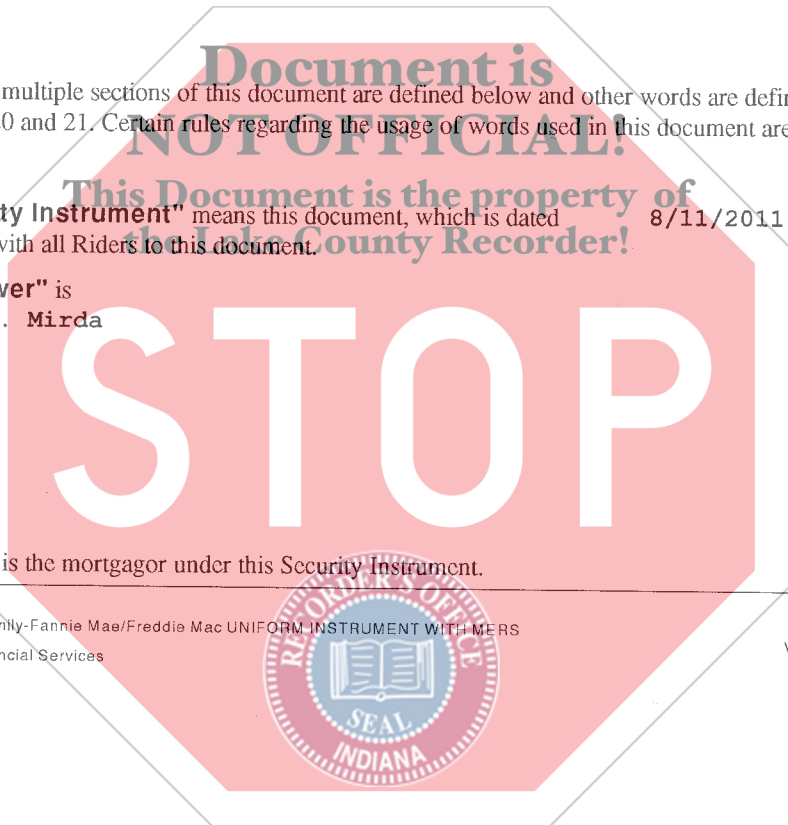 Document is
multiple sections of this document are defined below and other words are defin
0 and 21. Certain rules regarding the usage of words used in this document are
NOT OFFICIAL!
This Document is the property of
ty Instrument" means this document, which is dated 8/11/2011
the Lake County Recorder!
with all Riders to this document.
ver" is
. Mirda
STOP
is the mortgagor under this Security Instrument.
nily-Fannie Mae/Freddie Mac UNIFORM INSTRUMENT WITH MERS
ncial Services
RECORDER'S OFFICE
SEAL
INDIANA